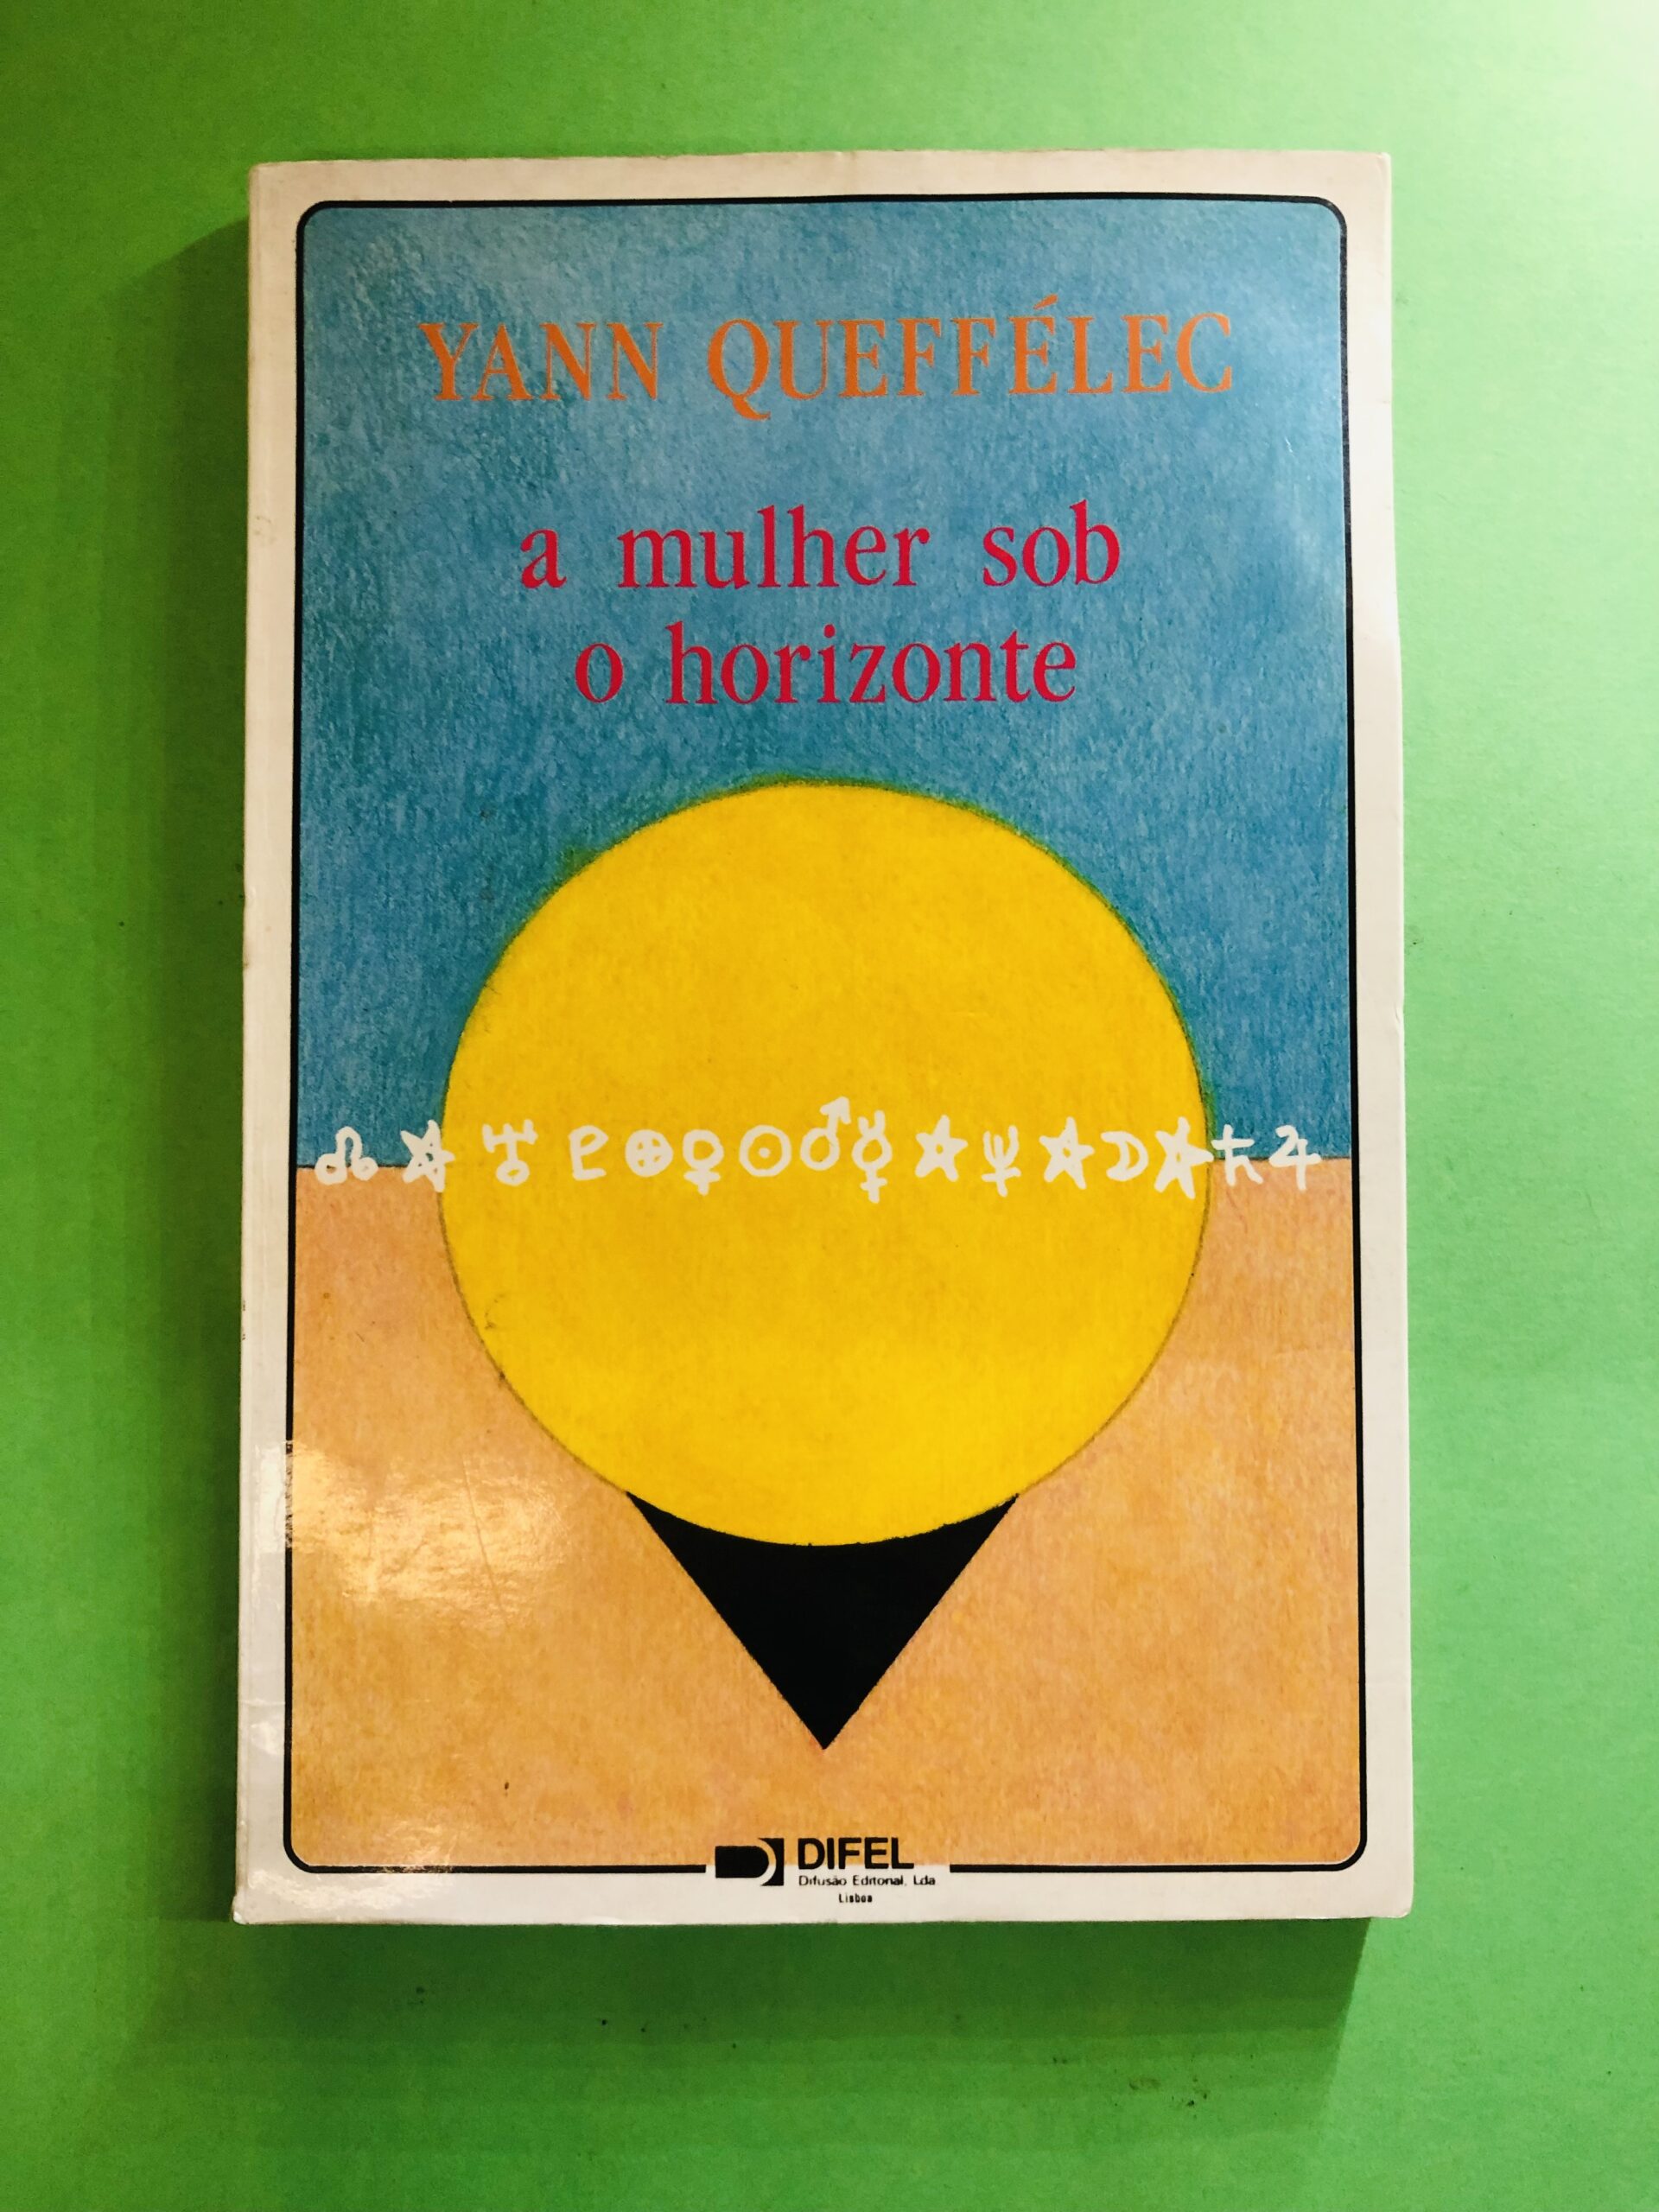 YANN QUEFFÉLEC
a mulher sob
o horizonte
☊ ★ ♅ ♇ ⊕ ♀ ☉ ♂ ☿ ★ ♆ ★ ☽ ★ ♄ ♃
DIFEL
Difusão Editorial, Lda
Lisboa